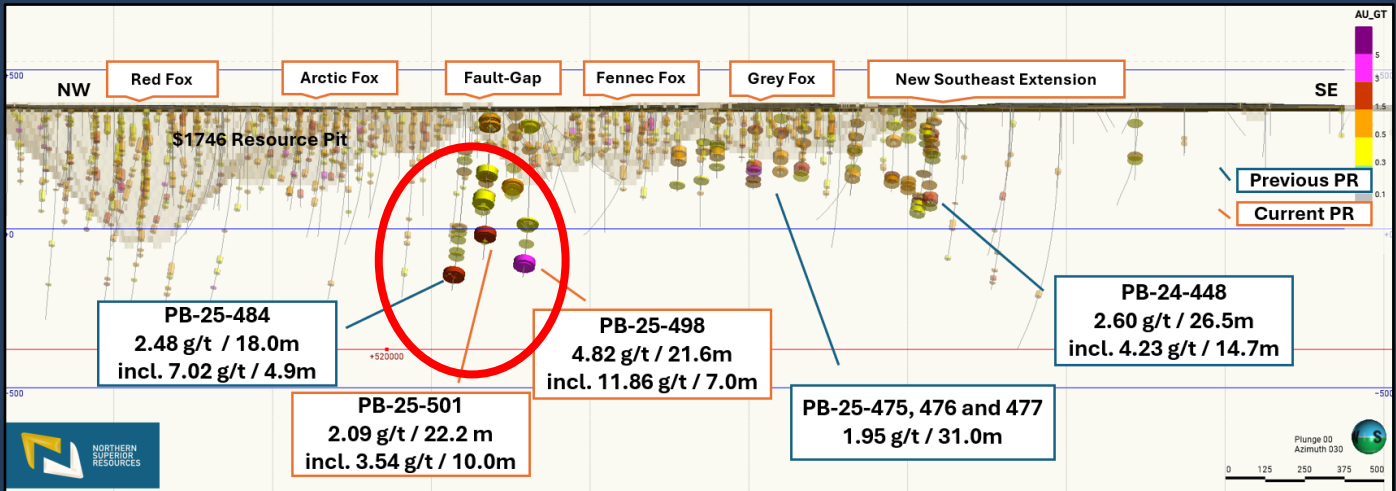 AU_GT
5
3
1.5
0.5
0.3
0.1
+500
NW
Red Fox
Arctic Fox
Fault-Gap
Fennec Fox
Grey Fox
New Southeast Extension
SE
$1746 Resource Pit
Previous PR
Current PR
+0
PB-25-484
2.48 g/t / 18.0m
incl. 7.02 g/t / 4.9m
+520000
PB-25-498
4.82 g/t / 21.6m
incl. 11.86 g/t / 7.0m
PB-24-448
2.60 g/t / 26.5m
incl. 4.23 g/t / 14.7m
-500
-500
PB-25-501
2.09 g/t / 22.2 m
incl. 3.54 g/t / 10.0m
PB-25-475, 476 and 477
1.95 g/t / 31.0m
NORTHERN
SUPERIOR
RESOURCES
Plunge 00
Azimuth 030
S
0 125 250 375 500